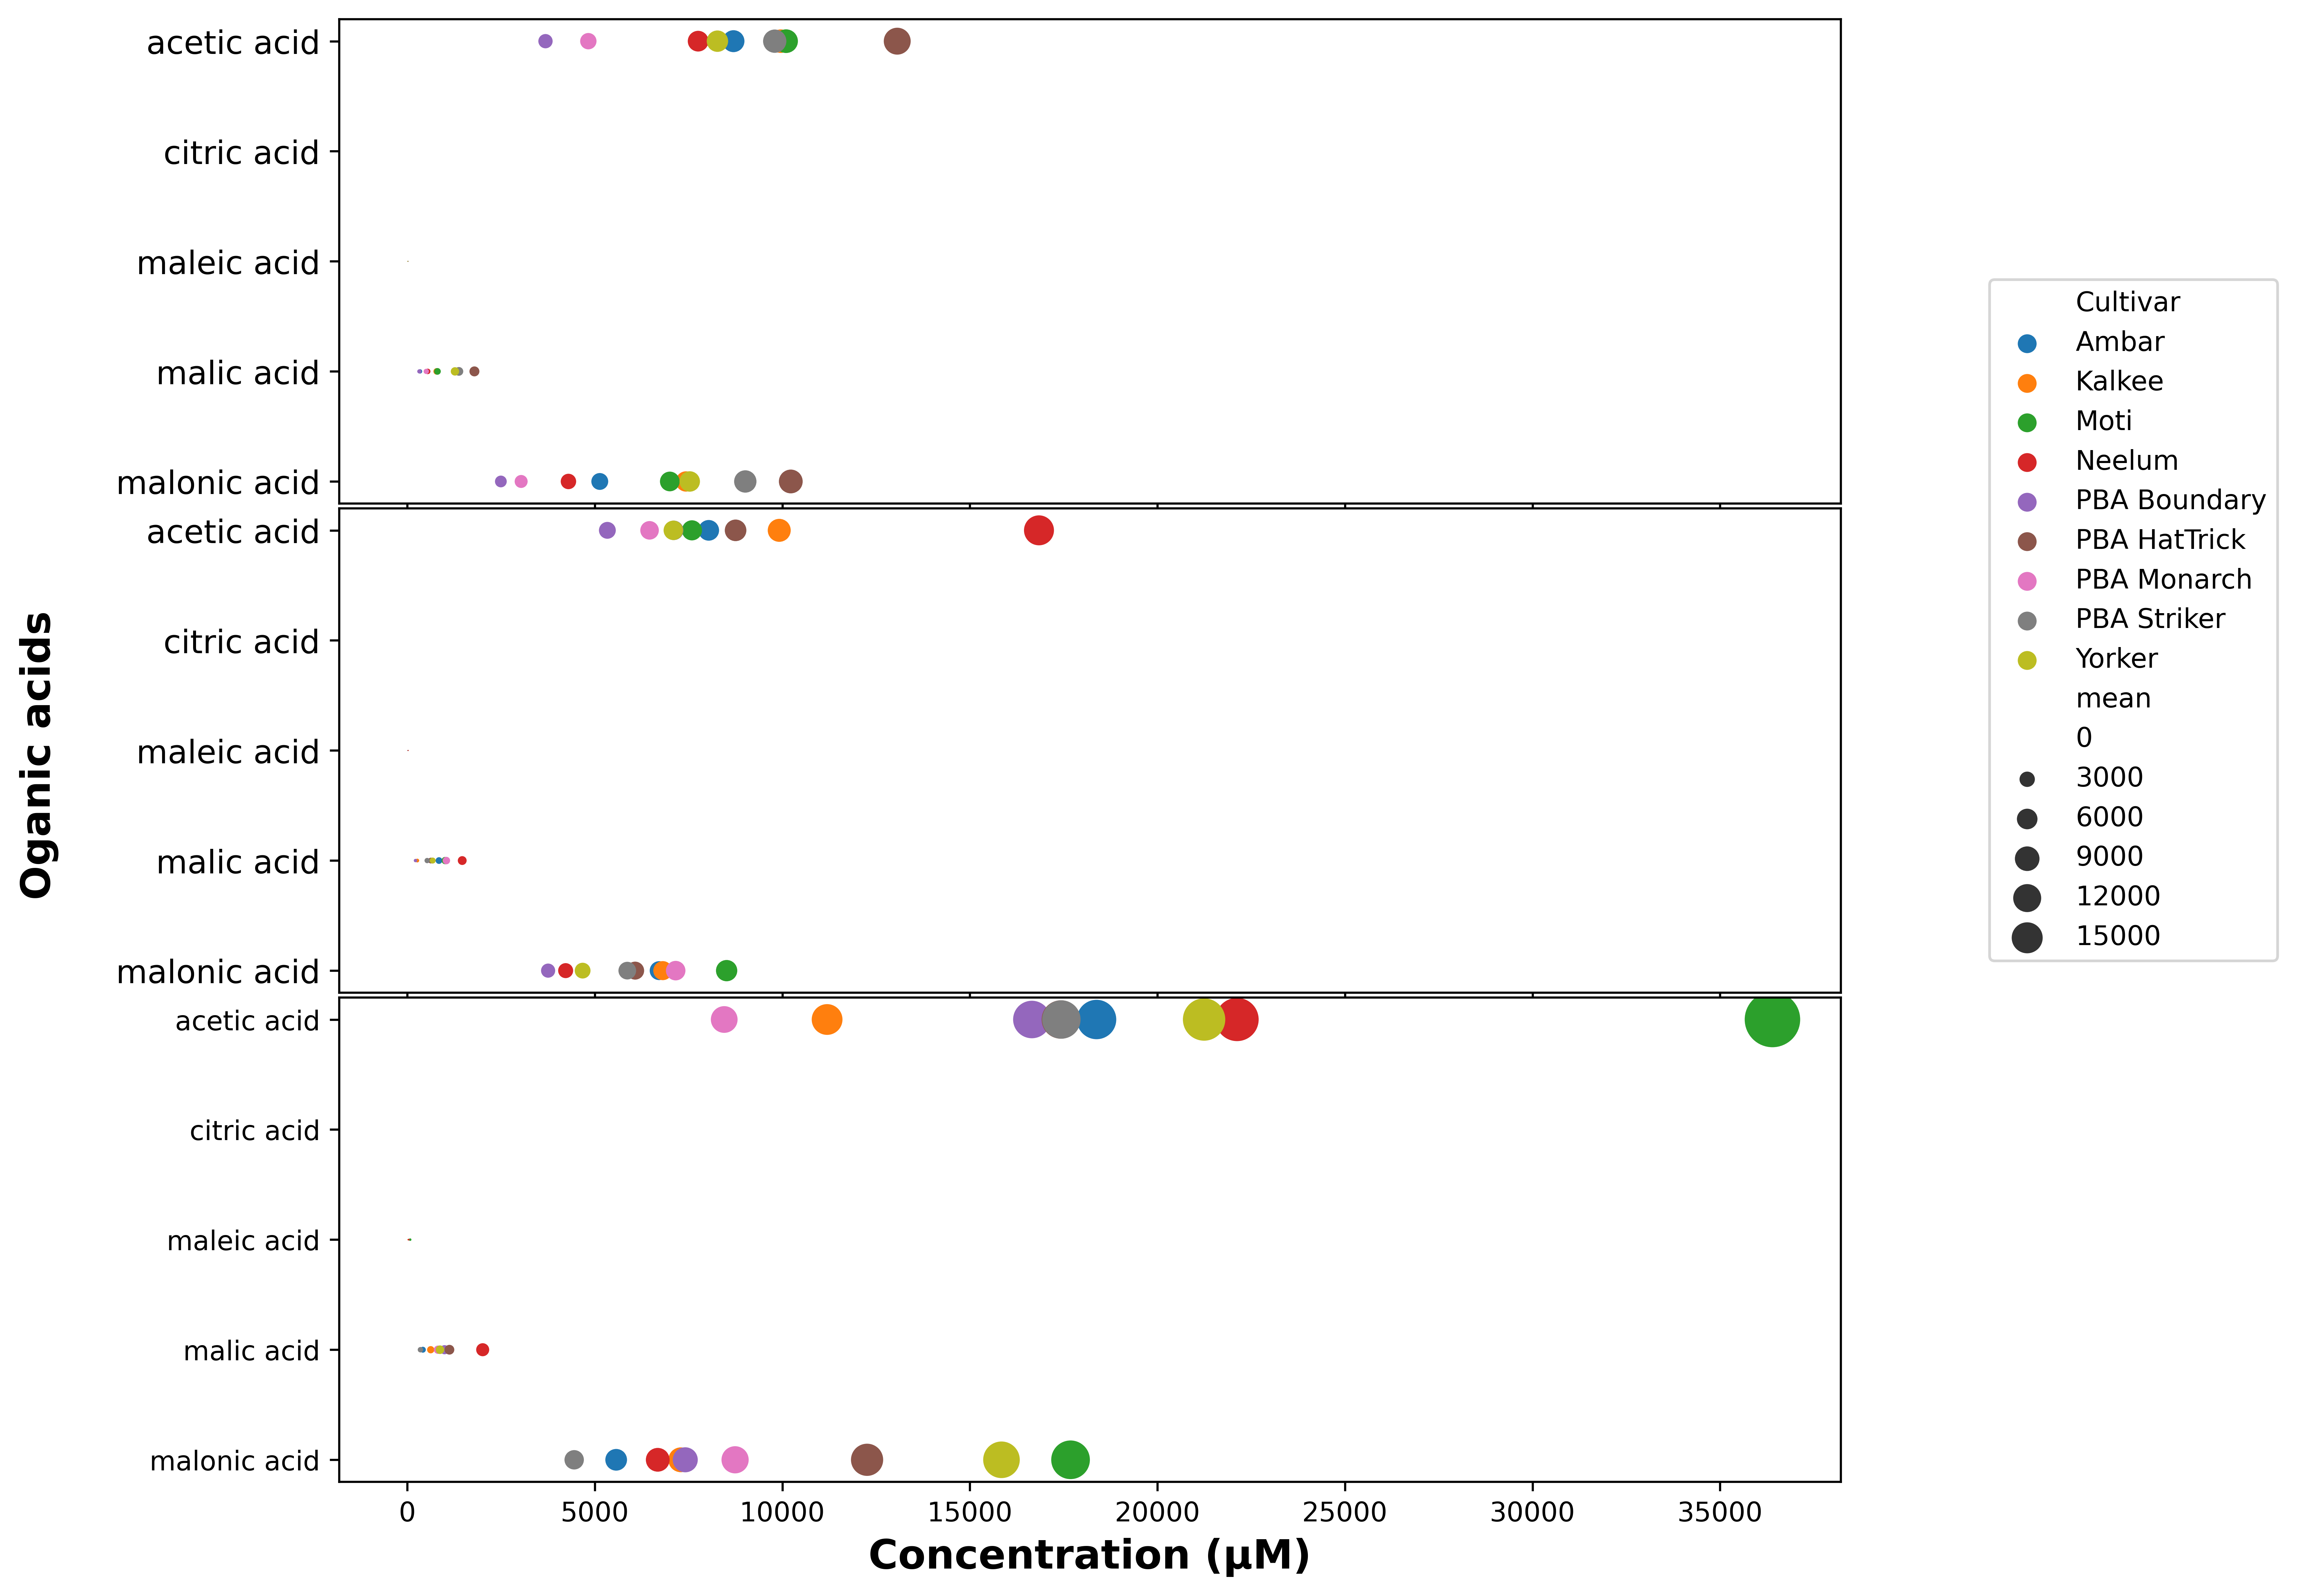 acetic acid
citric acid
maleic acid
malic acid
malonic acid
acetic acid
citric acid
maleic acid
malic acid
malonic acid
acetic acid
citric acid
maleic acid
malic acid
malonic acid
Oganic acids
0 5000 10000 15000 20000 25000 30000 35000
Concentration (μM)
Cultivar
Ambar
Kalkee
Moti
Neelum
PBA Boundary
PBA HatTrick
PBA Monarch
PBA Striker
Yorker
mean
0
3000
6000
9000
12000
15000